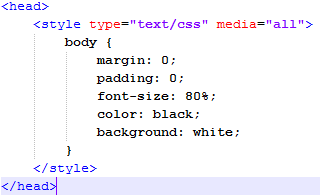 <head>
    <style type="text/css" media="all">
        body {
            margin: 0;
            padding: 0;
            font-size: 80%;
            color: black;
            background: white;
        }
    </style>
</head>